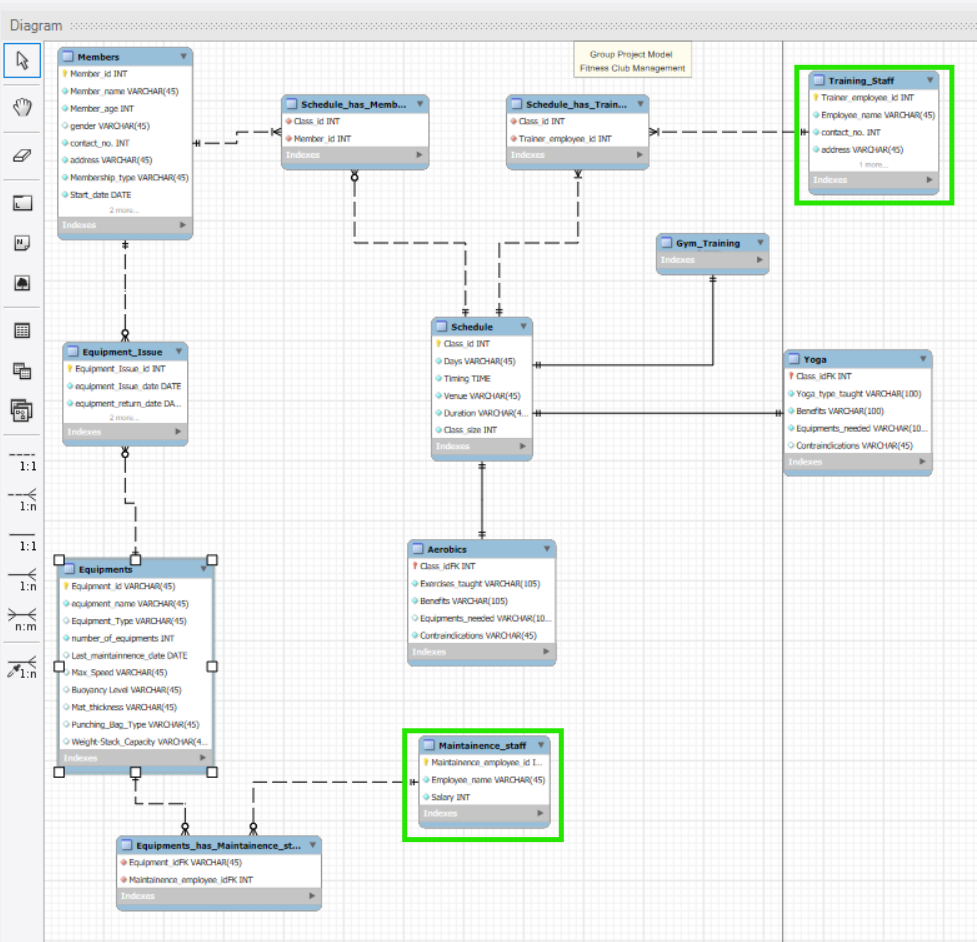 Diagram
Group Project Model
Fitness Club Management
Members
Member_id INT
Member_name VARCHAR(45)
Member_age INT
gender VARCHAR(45)
contact_no. INT
address VARCHAR(45)
Membership_type VARCHAR(45)
Start_date DATE
2 more...
Indexes
Schedule_has_Memb...
Class_id INT
Member_id INT
Indexes
Schedule_has_Train...
Class_id INT
Trainer_employee_id INT
Indexes
Training_Staff
Trainer_employee_id INT
Employee_name VARCHAR(45)
contact_no. INT
address VARCHAR(45)
1 more...
Indexes
Gym_Training
Indexes
Equipment_Issue
Equipment_Issue_id INT
equipment_Issue_date DATE
equipment_return_date DA...
2 more...
Indexes
Schedule
Class_id INT
Days VARCHAR(45)
Timing TIME
Venue VARCHAR(45)
Duration VARCHAR(4...
Class_size INT
Indexes
Yoga
Class_idFK INT
Yoga_type_taught VARCHAR(100)
Benefits VARCHAR(100)
Equipments_needed VARCHAR(10...
Contraindications VARCHAR(45)
Indexes
1:1
1:n
1:1
1:n
n:m
1:n
Equipments
Equipment_id VARCHAR(45)
equipment_name VARCHAR(45)
Equipment_Type VARCHAR(45)
number_of_equipments INT
Last_maintainnence_date DATE
Max_Speed VARCHAR(45)
Buoyancy Level VARCHAR(45)
Mat_thickness VARCHAR(45)
Punching_Bag_Type VARCHAR(45)
Weight-Stack_Capacity VARCHAR(4...
Indexes
Aerobics
Class_idFK INT
Exercises_taught VARCHAR(105)
Benefits VARCHAR(105)
Equipments_needed VARCHAR(10...
Contraindications VARCHAR(45)
Indexes
Maintainence_staff
Maintainence_employee_id I...
Employee_name VARCHAR(45)
Salary INT
Indexes
Equipments_has_Maintainence_st...
Equipment_idFK VARCHAR(45)
Maintainence_employee_idFK INT
Indexes